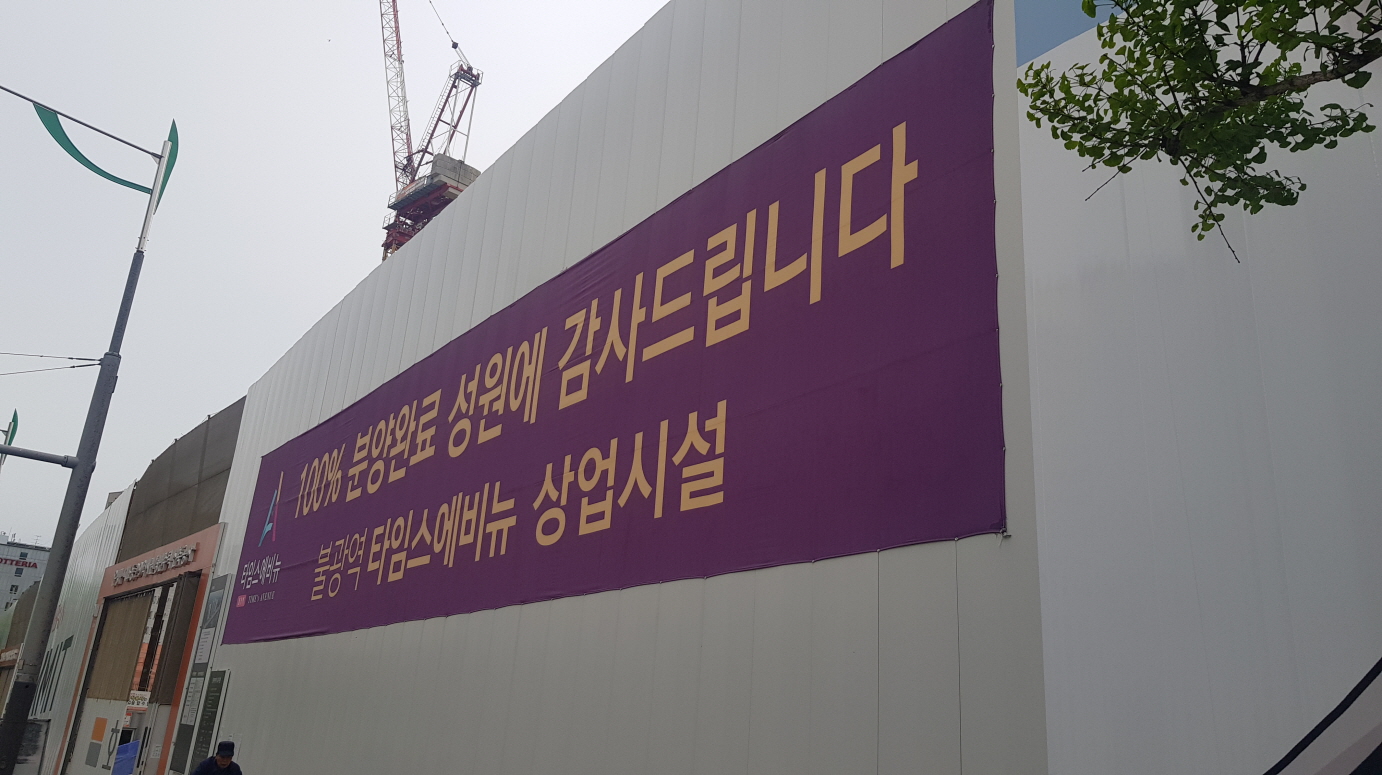 100% 분양완료 성원에 감사드립니다
불광역 타임스에비뉴 상업시설
타임스에비뉴
TIMES AVENUE
OTTERIA